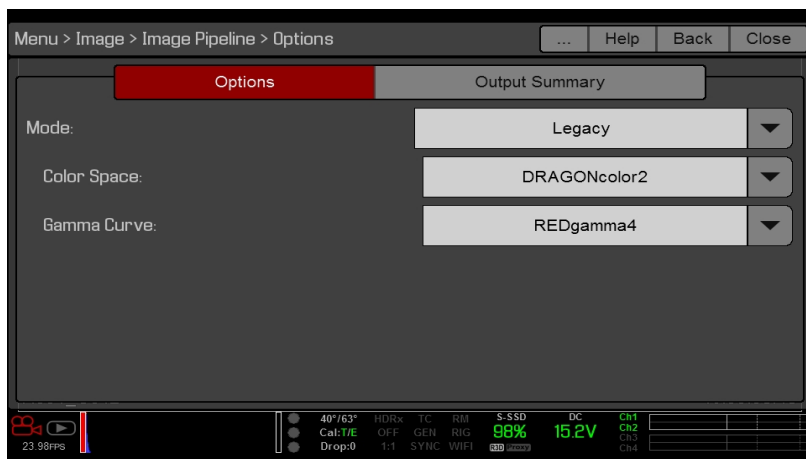 Menu > Image > Image Pipeline > Options ... Help Back Close
Options Output Summary
Mode: Legacy
Color Space: DRAGONcolor2
Gamma Curve: REDgamma4
40°/63° HDRx TC RM S-SSD DC Ch1
Cal:T/E OFF GEN RIG 98% 15.2V Ch2
Ch3
23.98FPS Drop:0 1:1 SYNC WIFI R3D Proxy Ch4